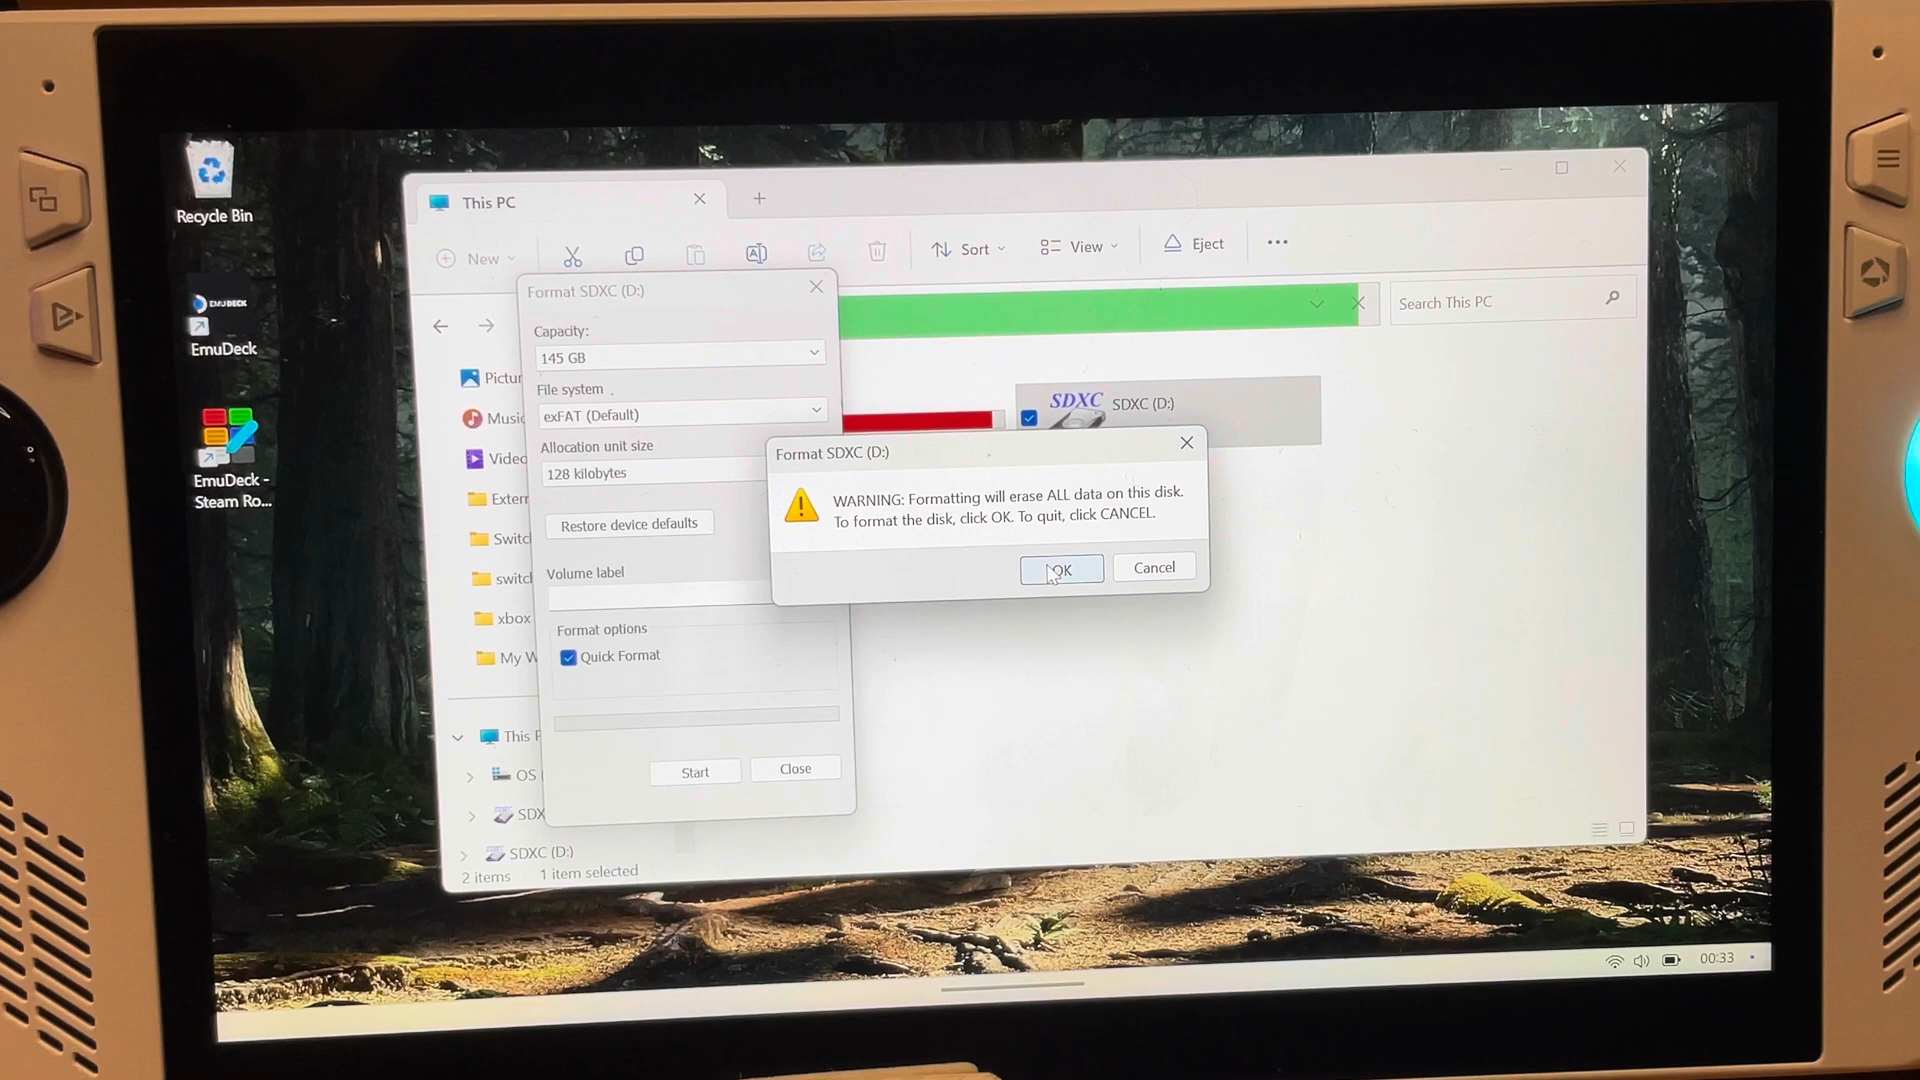 Recycle Bin
EMUDECK
EmuDeck
EmuDeck -
Steam Ro...
This PC
New
Sort
View
Eject
Search This PC
Pictur
Music
Video
Extern
Switch
switch
xbox
My W
This P
OS (
SDX
SDXC (D:)
2 items
1 item selected
SDXC
SDXC (D:)
Format SDXC (D:)
Capacity:
145 GB
File system
exFAT (Default)
Allocation unit size
128 kilobytes
Restore device defaults
Volume label
Format options
Quick Format
Start
Close
Format SDXC (D:)
WARNING: Formatting will erase ALL data on this disk.
To format the disk, click OK. To quit, click CANCEL.
OK
Cancel
00:33